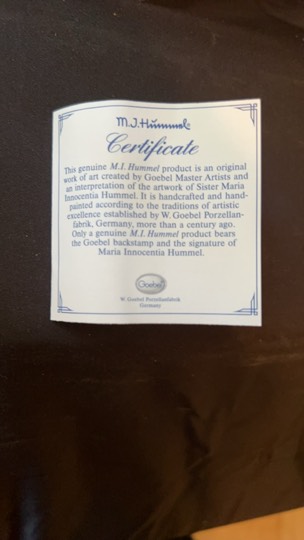 M.J.Hummel®
Certificate
This genuine M.I. Hummel product is an original
work of art created by Goebel Master Artists and
an interpretation of the artwork of Sister Maria
Innocentia Hummel. It is handcrafted and hand-
painted according to the traditions of artistic
excellence established by W. Goebel Porzellan-
fabrik, Germany, more than a century ago.
Only a genuine M.I. Hummel product bears
the Goebel backstamp and the signature of
Maria Innocentia Hummel.
Goebel
W. Goebel Porzellanfabrik
Germany